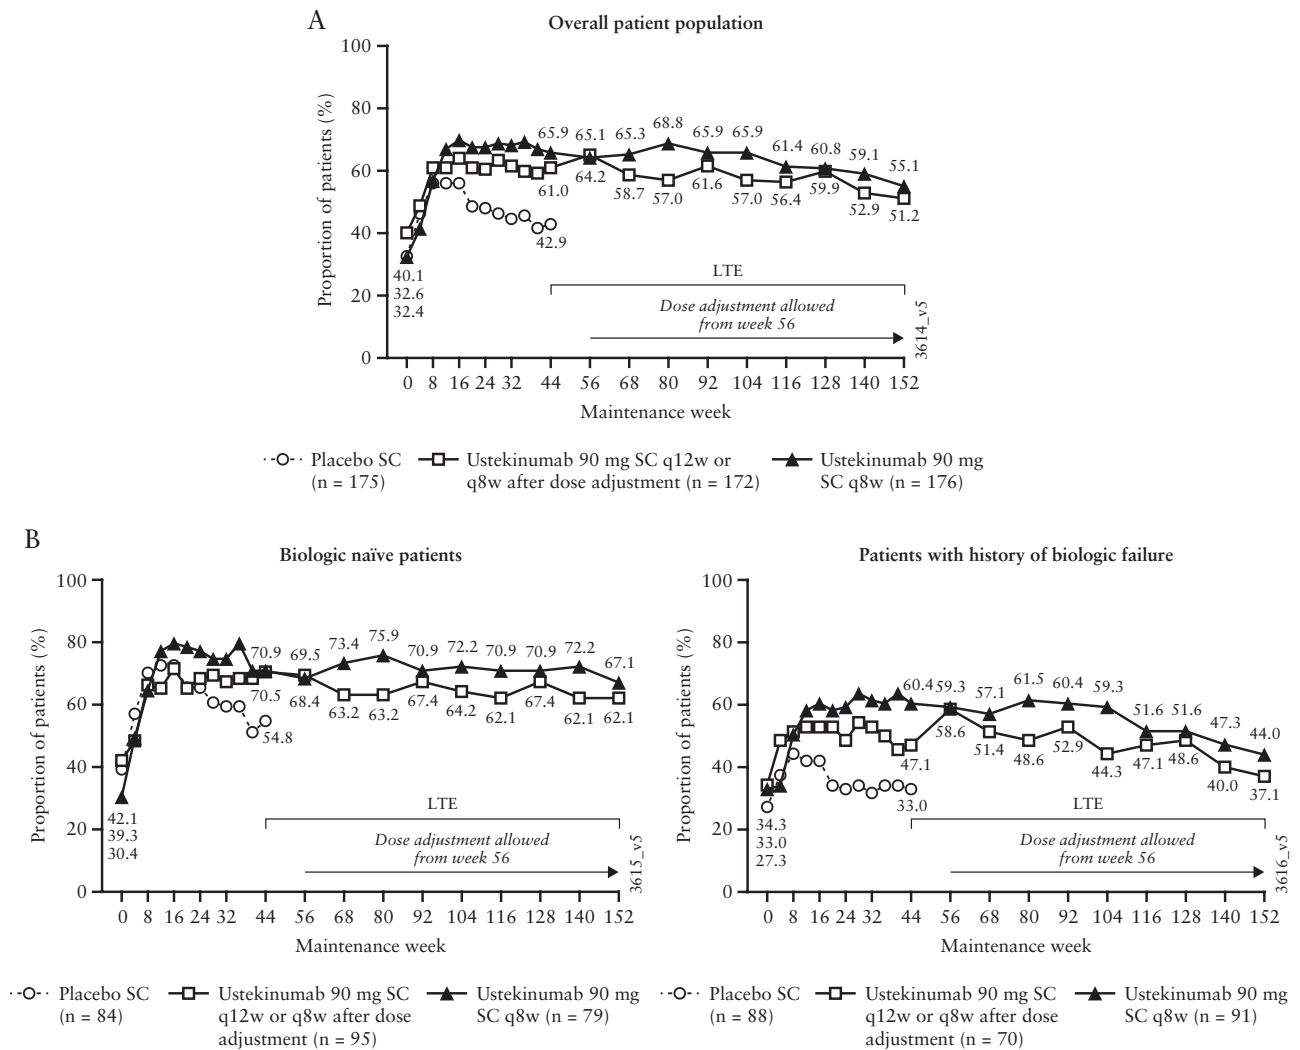 A
Overall patient population
Proportion of patients (%)
100
80
60
40
20
0
65.9 65.1 65.3 68.8 65.9 65.9 61.4 60.8 59.1 55.1
61.0 64.2 58.7 57.0 61.6 57.0 56.4 59.9 52.9 51.2
42.9
40.1
32.6
32.4
LTE
Dose adjustment allowed
from week 56
3614_v5
0 8 16 24 32 44 56 68 80 92 104 116 128 140 152
Maintenance week
Placebo SC
(n = 175)
Ustekinumab 90 mg SC q12w or
q8w after dose adjustment (n = 172)
Ustekinumab 90 mg
SC q8w (n = 176)
B
Biologic naïve patients
Proportion of patients (%)
100
80
60
40
20
0
70.9 69.5 73.4 75.9 70.9 72.2 70.9 70.9 72.2 67.1
70.5 68.4 63.2 63.2 67.4 64.2 62.1 67.4 62.1 62.1
54.8
42.1
39.3
30.4
LTE
Dose adjustment allowed
from week 56
3615_v5
0 8 16 24 32 44 56 68 80 92 104 116 128 140 152
Maintenance week
Placebo SC
(n = 84)
Ustekinumab 90 mg SC
q12w or q8w after dose
adjustment (n = 95)
Ustekinumab 90 mg
SC q8w (n = 79)
Patients with history of biologic failure
Proportion of patients (%)
100
80
60
40
20
0
60.4 59.3 57.1 61.5 60.4 59.3 51.6 51.6 47.3 44.0
47.1 58.6 51.4 48.6 52.9 44.3 47.1 48.6 40.0 37.1
33.0
34.3
33.0
27.3
LTE
Dose adjustment allowed
from week 56
3616_v5
0 8 16 24 32 44 56 68 80 92 104 116 128 140 152
Maintenance week
Placebo SC
(n = 88)
Ustekinumab 90 mg SC
q12w or q8w after dose
adjustment (n = 70)
Ustekinumab 90 mg
SC q8w (n = 91)